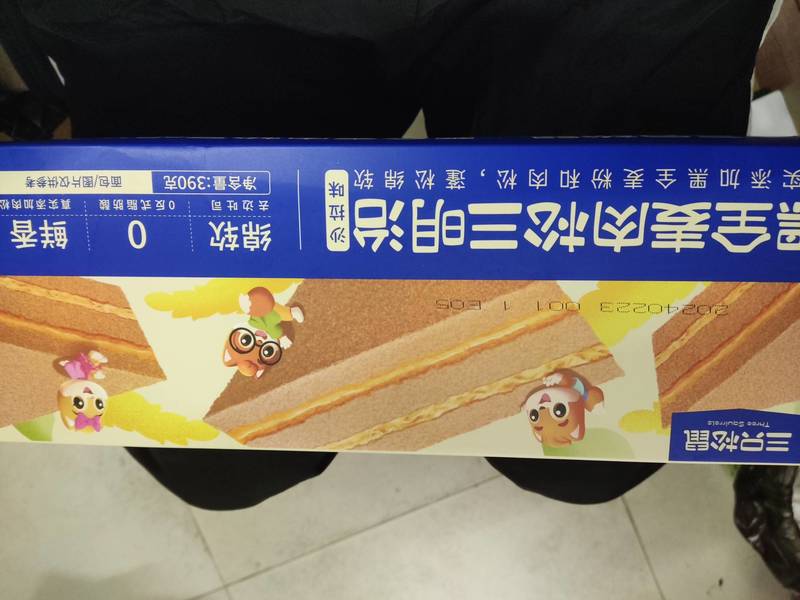 三只松鼠
Three Squirrels
20240223 001 1 E05
黑全麦肉松三明治
沙拉味
实添加黑全麦粉和肉松，蓬松绵软
绵软
去边吐司
0
0反式脂肪酸
鲜香
真实添加肉松
净含量:390克
面包/图片仅供参考